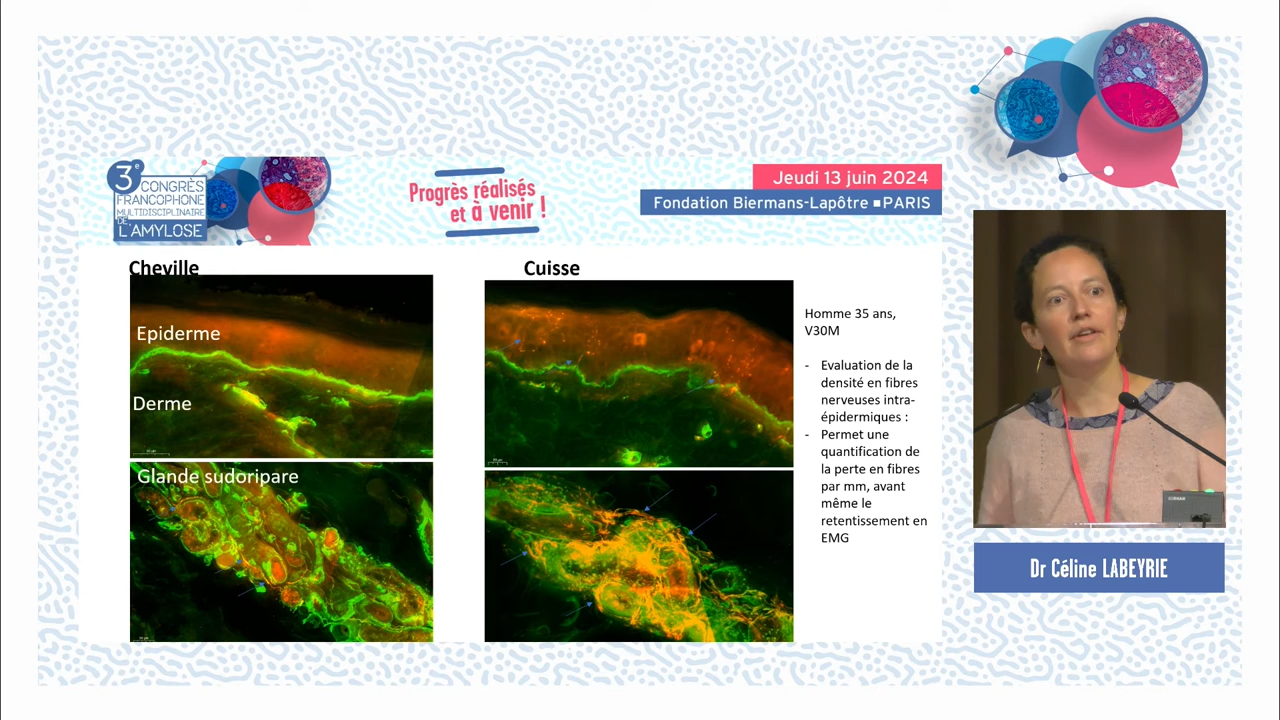 3e
CONGRÈS
FRANCOPHONE
MULTIDISCIPLINAIRE
DE
L'AMYLOSE
Progrès réalisés
et à venir !
Jeudi 13 juin 2024
Fondation Biermans-Lapôtre ■ PARIS
Cheville
Cuisse
Epiderme
Derme
Glande sudoripare
Homme 35 ans,
V30M
- Evaluation de la
densité en fibres
nerveuses intra-
épidermiques :
- Permet une
quantification de
la perte en fibres
par mm, avant
même le
retentissement en
EMG
Dr Céline LABEYRIE